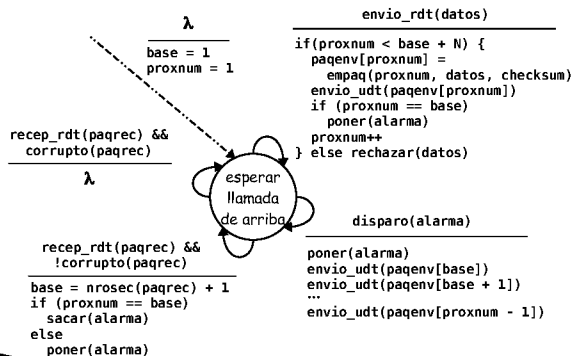 λ
base = 1
proxnum = 1
envio_rdt(datos)
if(proxnum < base + N) {
paqenv[proxnum] =
empaq(proxnum, datos, checksum)
envio_udt(paqenv[proxnum])
if (proxnum == base)
poner(alarma)
proxnum++
} else rechazar(datos)
recep_rdt(paqrec) &&
corrupto(paqrec)
λ
esperar
llamada
de arriba
disparo(alarma)
poner(alarma)
envio_udt(paqenv[base])
envio_udt(paqenv[base + 1])
...
envio_udt(paqenv[proxnum - 1])
recep_rdt(paqrec) &&
!corrupto(paqrec)
base = nrosec(paqrec) + 1
if (proxnum == base)
sacar(alarma)
else
poner(alarma)